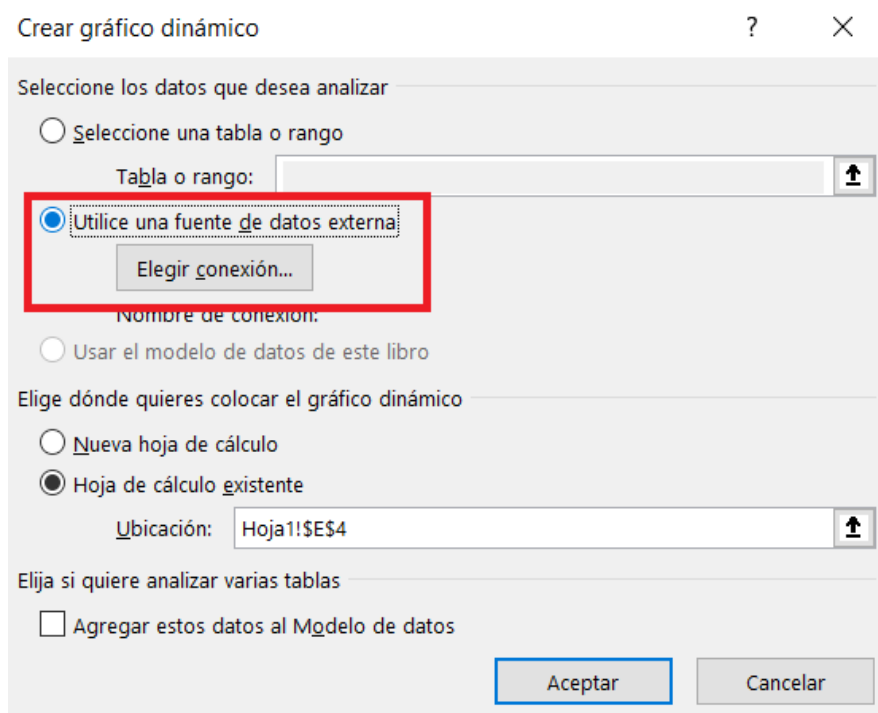 Crear gráfico dinámico
Seleccione los datos que desea analizar
Seleccione una tabla o rango
Tabla o rango:
Utilice una fuente de datos externa
Elegir conexión...
Nombre de conexión:
Usar el modelo de datos de este libro
Elige dónde quieres colocar el gráfico dinámico
Nueva hoja de cálculo
Hoja de cálculo existente
Ubicación: Hoja1!$E$4
Elija si quiere analizar varias tablas
Agregar estos datos al Modelo de datos
Aceptar Cancelar